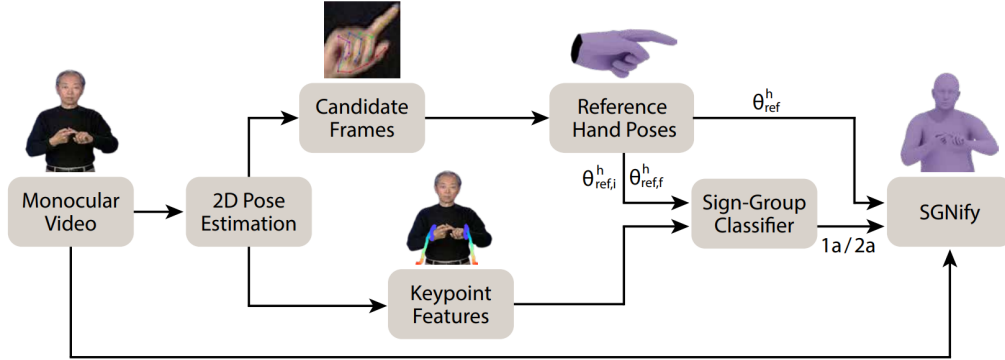 Monocular
Video
2D Pose
Estimation
Candidate
Frames
Keypoint
Features
Reference
Hand Poses
θ^h_ref
θ^h_ref,i
θ^h_ref,f
Sign-Group
Classifier
1a / 2a
SGNify